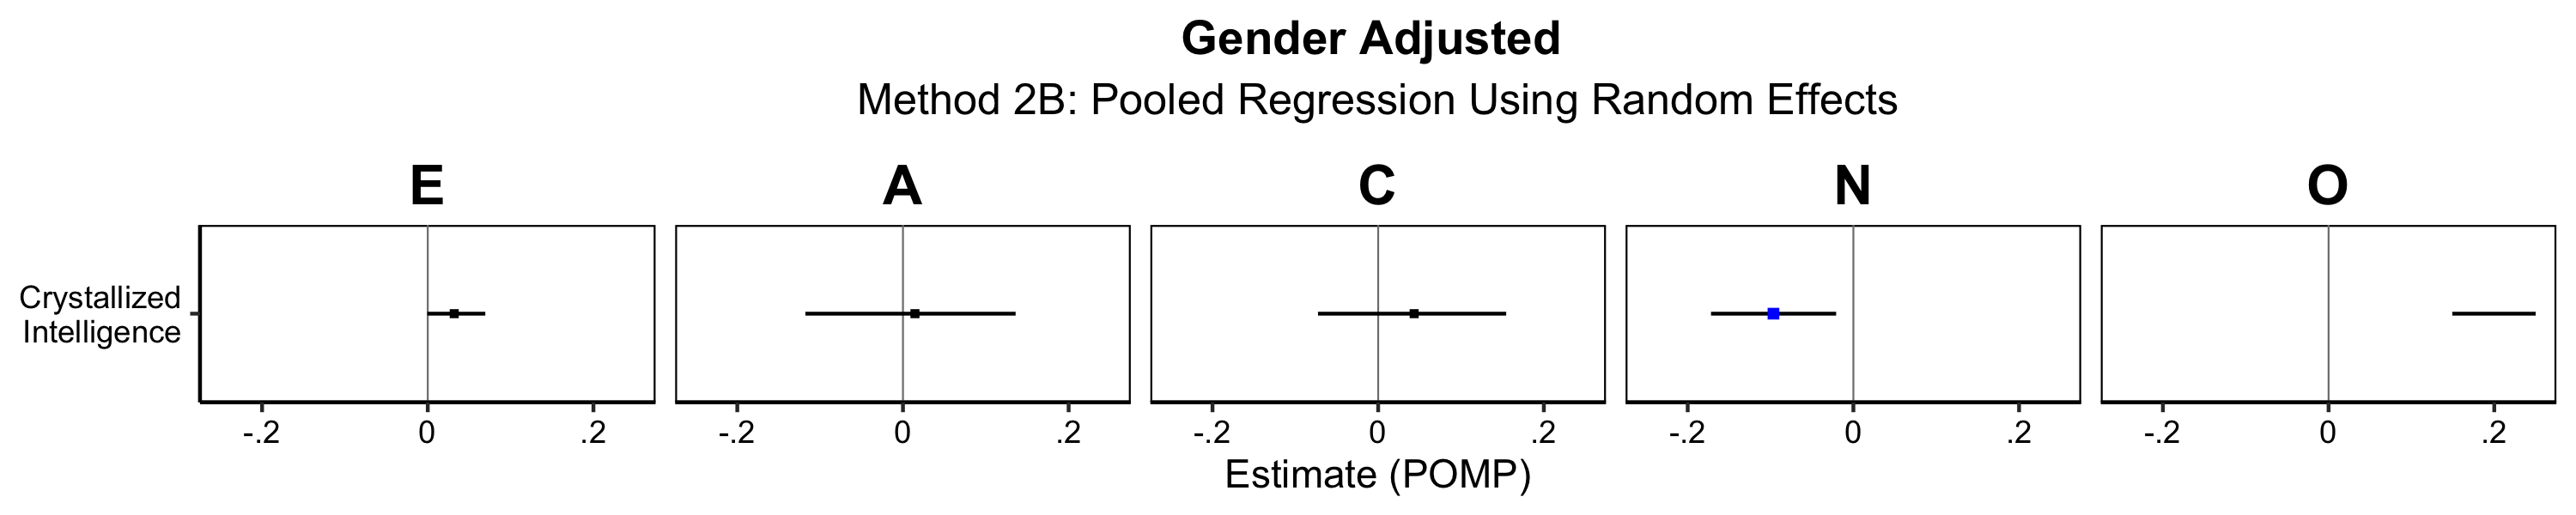 Gender Adjusted
Method 2B: Pooled Regression Using Random Effects
E A C N O
Crystallized
Intelligence
-.2 0 .2 -.2 0 .2 -.2 0 .2 -.2 0 .2 -.2 0 .2
Estimate (POMP)